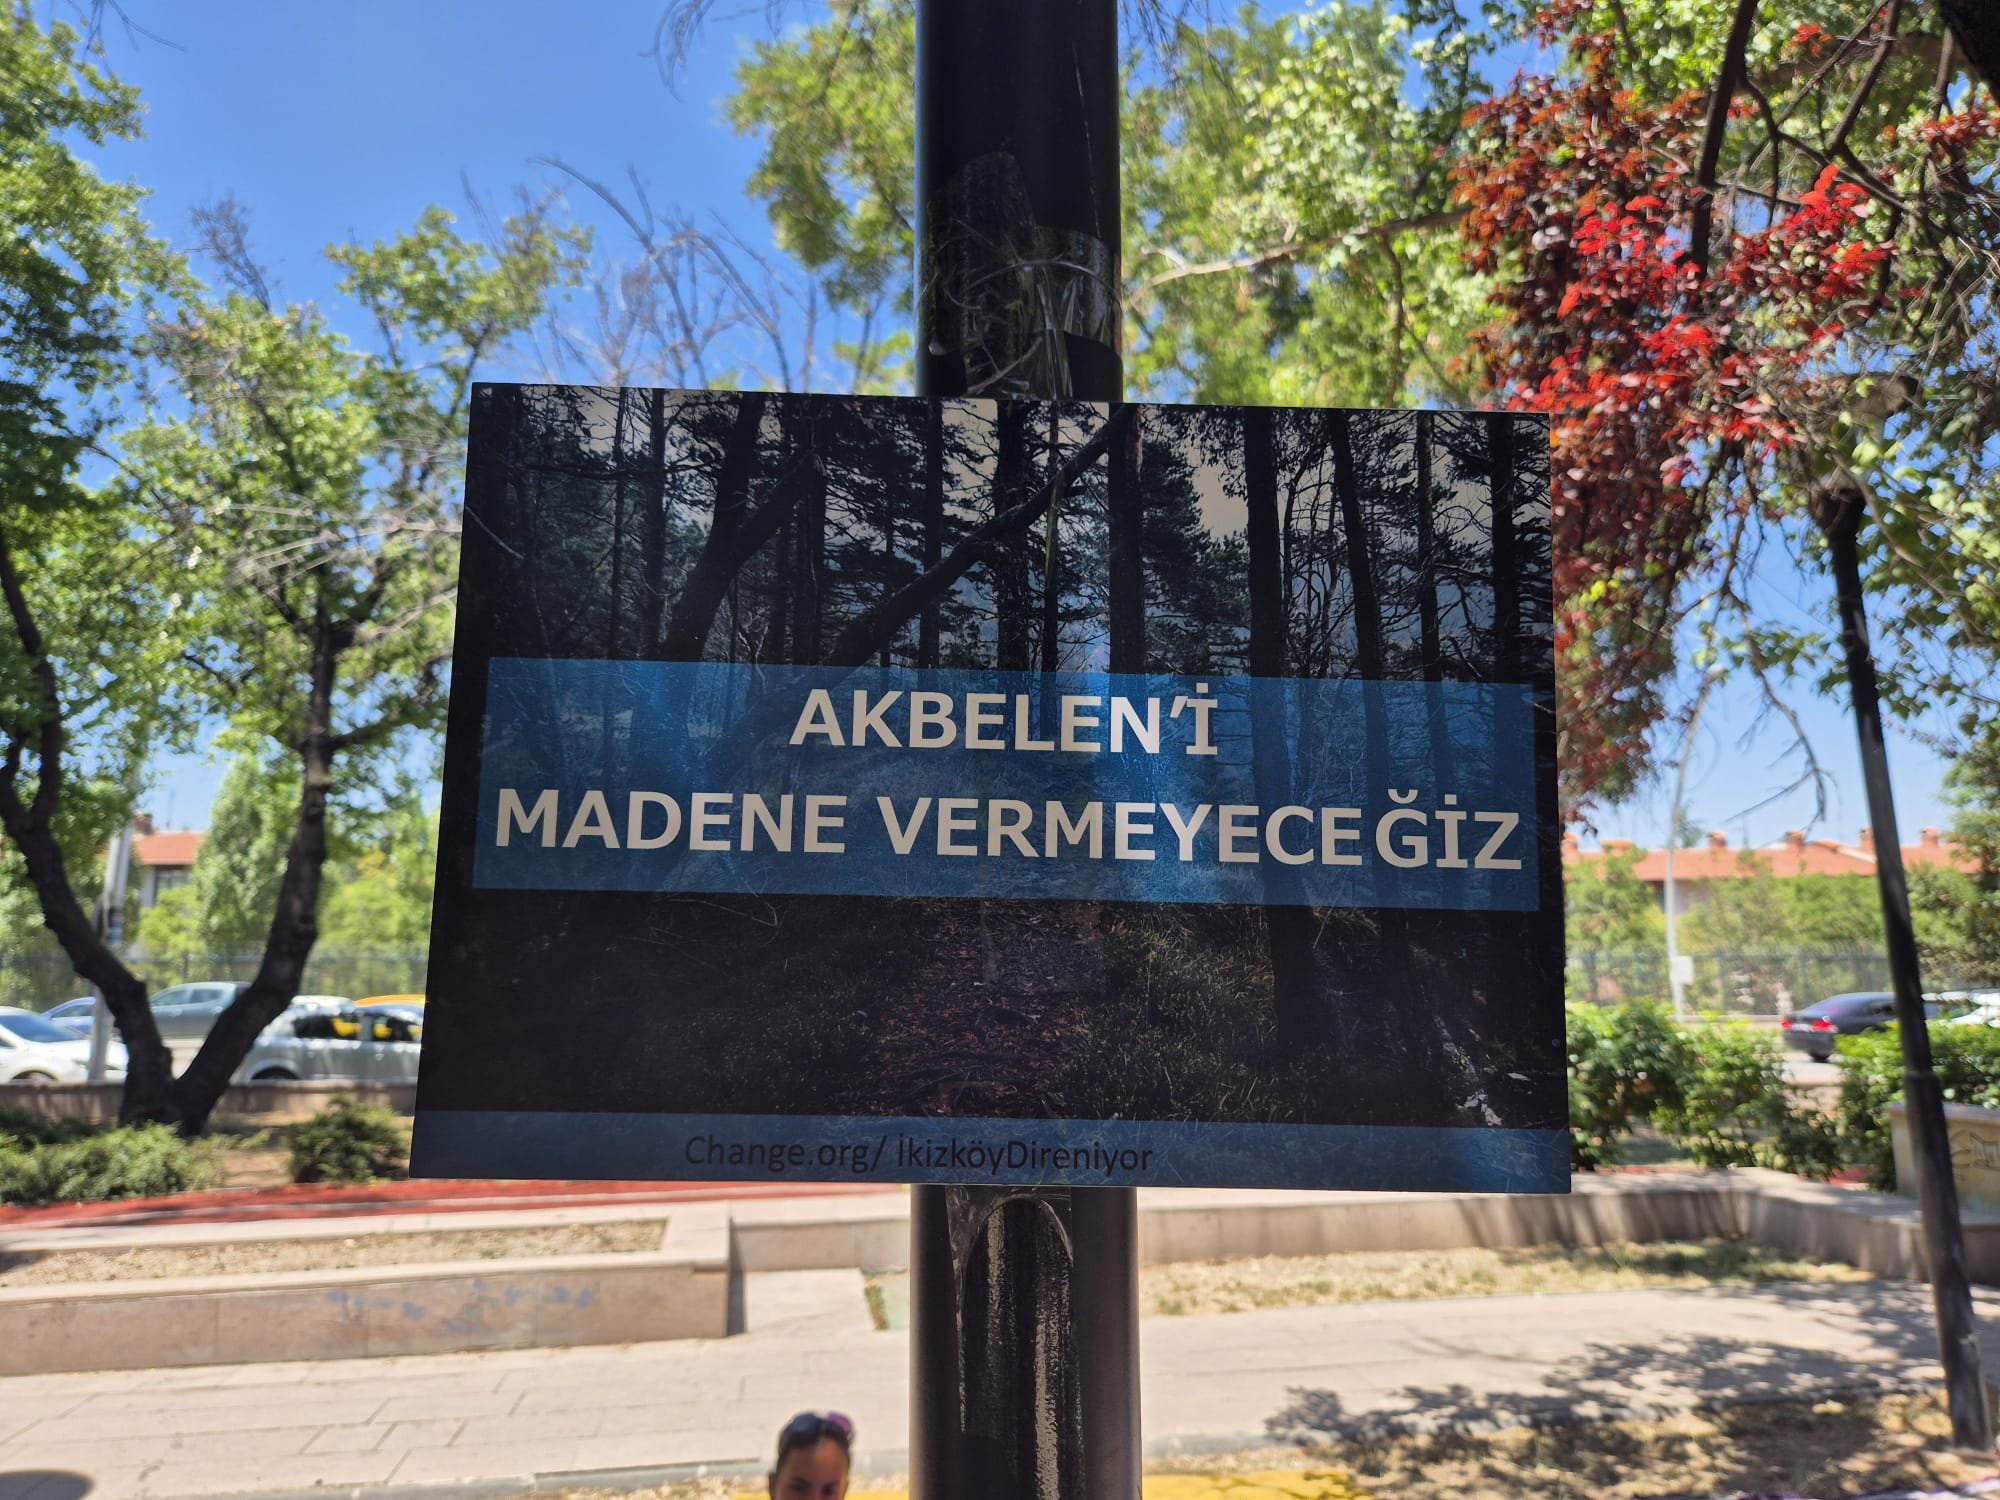 AKBELEN'İ
MADENE VERMEYECEĞİZ
Change.org/ İkizköyDireniyor